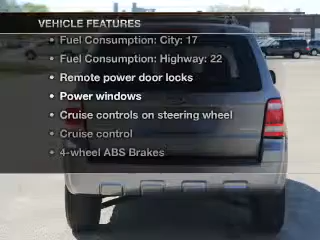 VEHICLE FEATURES
• Fuel Consumption: City: 17
• Fuel Consumption: Highway: 22
• Remote power door locks
• Power windows
• Cruise controls on steering wheel
• Cruise control
• 4-wheel ABS Brakes